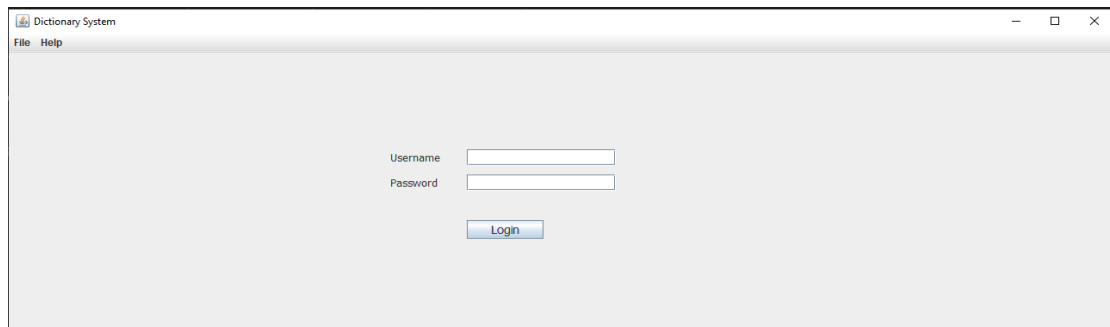 Dictionary System
File Help
Username
Password
Login